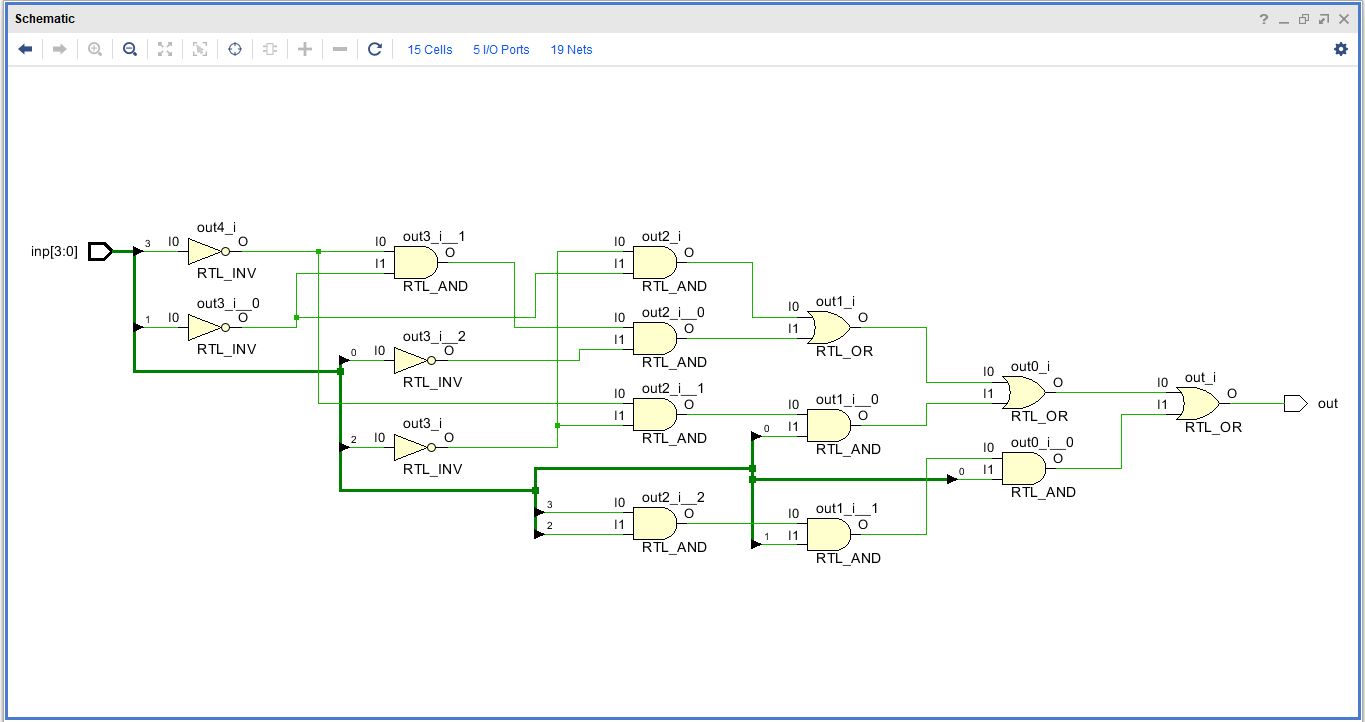 Schematic
15 Cells 5 I/O Ports 19 Nets
inp[3:0]
3 I0 out4_i O
RTL_INV
1 I0 out3_i__0 O
RTL_INV
I0 out3_i__1 O
I1
RTL_AND
0 I0 out3_i__2 O
RTL_INV
2 I0 out3_i O
RTL_INV
I0 out2_i O
I1
RTL_AND
I0 out2_i__0 O
I1
RTL_AND
I0 out2_i__1 O
I1
RTL_AND
3 I0 out2_i__2 O
2 I1
RTL_AND
I0 out1_i O
I1
RTL_OR
I0 out1_i__0 O
0 I1
RTL_AND
I0 out1_i__1 O
1 I1
RTL_AND
I0 out0_i O
I1
RTL_OR
I0 out0_i__0 O
0 I1
RTL_AND
I0 out_i O
I1
RTL_OR
out